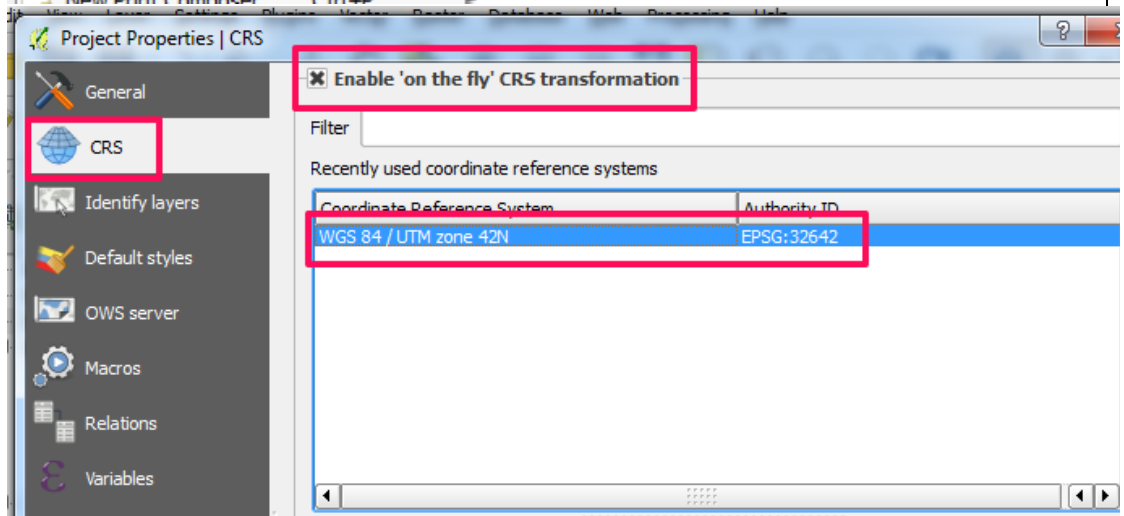 Project Properties | CRS
?
General
CRS
Identify layers
Default styles
OWS server
Macros
Relations
Variables
Enable 'on the fly' CRS transformation
Filter
Recently used coordinate reference systems
Coordinate Reference System Authority ID
WGS 84 / UTM zone 42N EPSG:32642